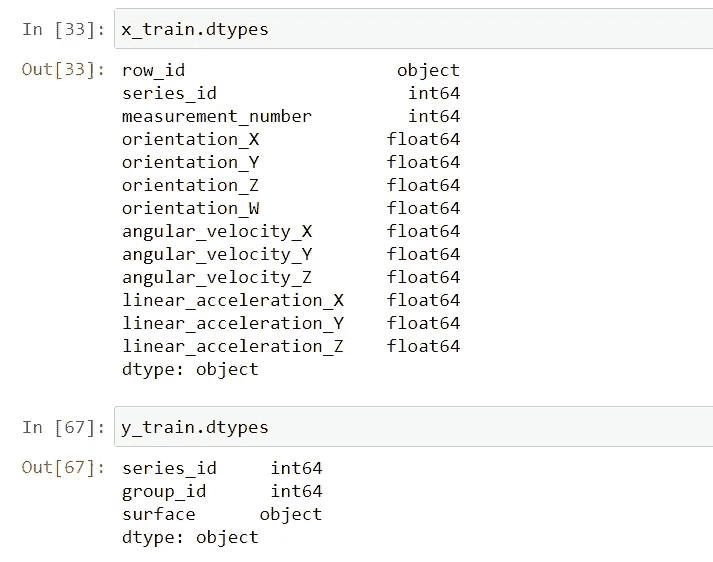 In [33]: x_train.dtypes
Out[33]: row_id object
series_id int64
measurement_number int64
orientation_X float64
orientation_Y float64
orientation_Z float64
orientation_W float64
angular_velocity_X float64
angular_velocity_Y float64
angular_velocity_Z float64
linear_acceleration_X float64
linear_acceleration_Y float64
linear_acceleration_Z float64
dtype: object
In [67]: y_train.dtypes
Out[67]: series_id int64
group_id int64
surface object
dtype: object